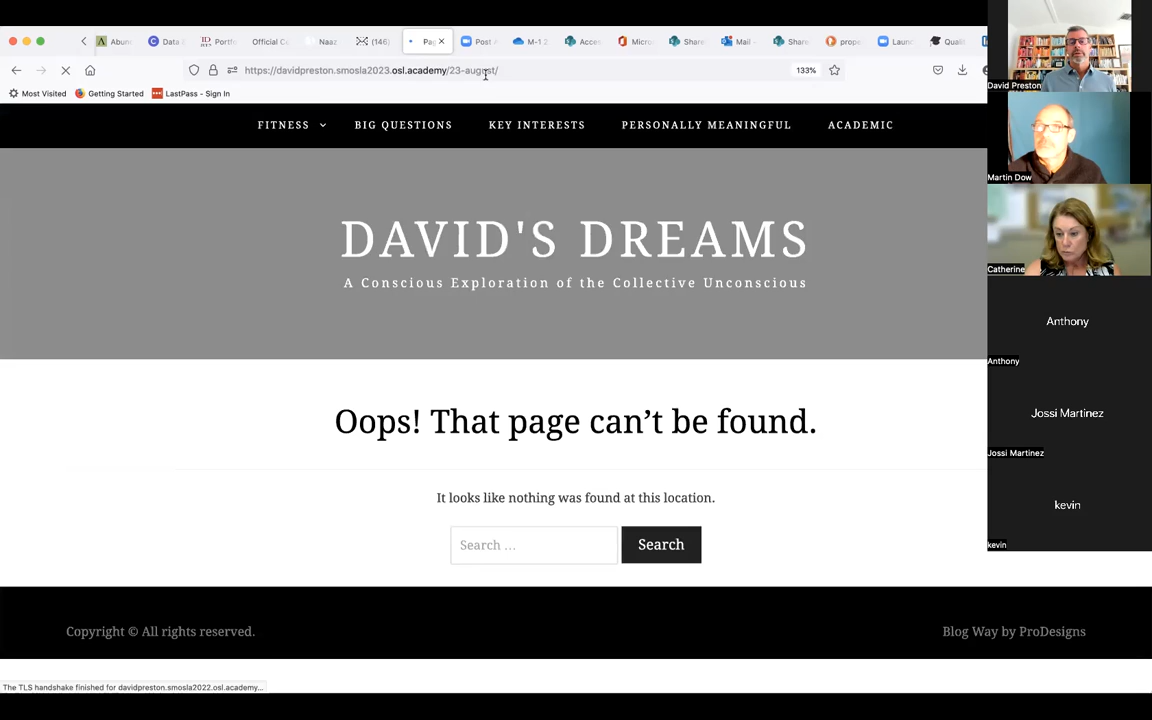 Abun
Data
Portf
Official C
Naaz
(146)
Pag
Post A
M-1 2
Acce
Micro
Share
Mail -
Share
prope
Laun
Quali
https://davidpreston.smosla2023.osl.academy/23-august/
133%
Most Visited
Getting Started
LastPass - Sign In
FITNESS
BIG QUESTIONS
KEY INTERESTS
PERSONALLY MEANINGFUL
ACADEMIC
DAVID'S DREAMS
A Conscious Exploration of the Collective Unconscious
Oops! That page can’t be found.
It looks like nothing was found at this location.
Search ...
Search
Copyright © All rights reserved.
Blog Way by ProDesigns
The TLS handshake finished for davidpreston.smosla2022.osl.academy...
David Preston
Martin Dow
Catherine
Anthony
Anthony
Jossi Martinez
Jossi Martinez
kevin
kevin